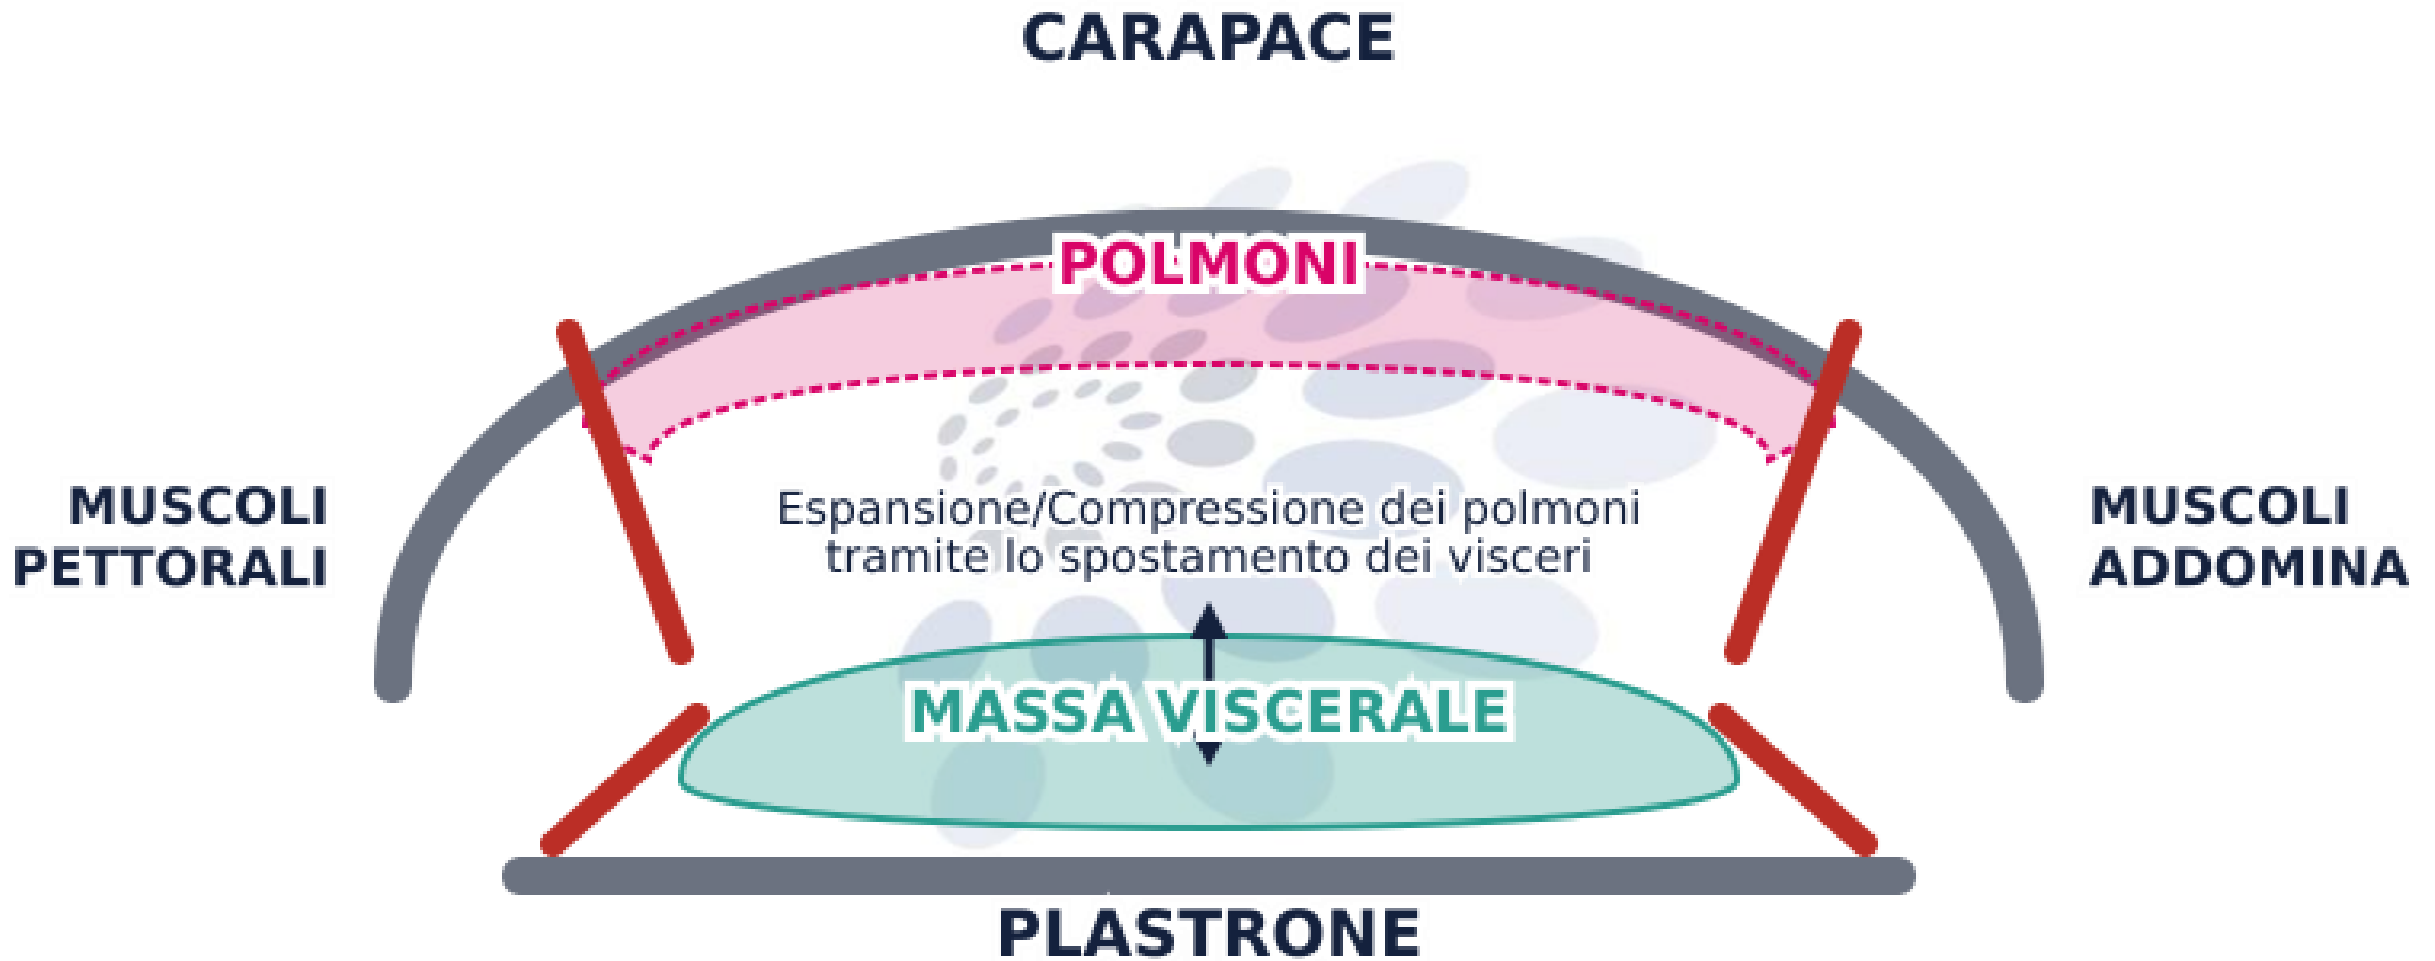 CARAPACE
POLMONI
MUSCOLI
PETTORALI
Espansione/Compressione dei polmoni
tramite lo spostamento dei visceri
MUSCOLI
ADDOMINA
MASSA VISCERALE
PLASTRONE